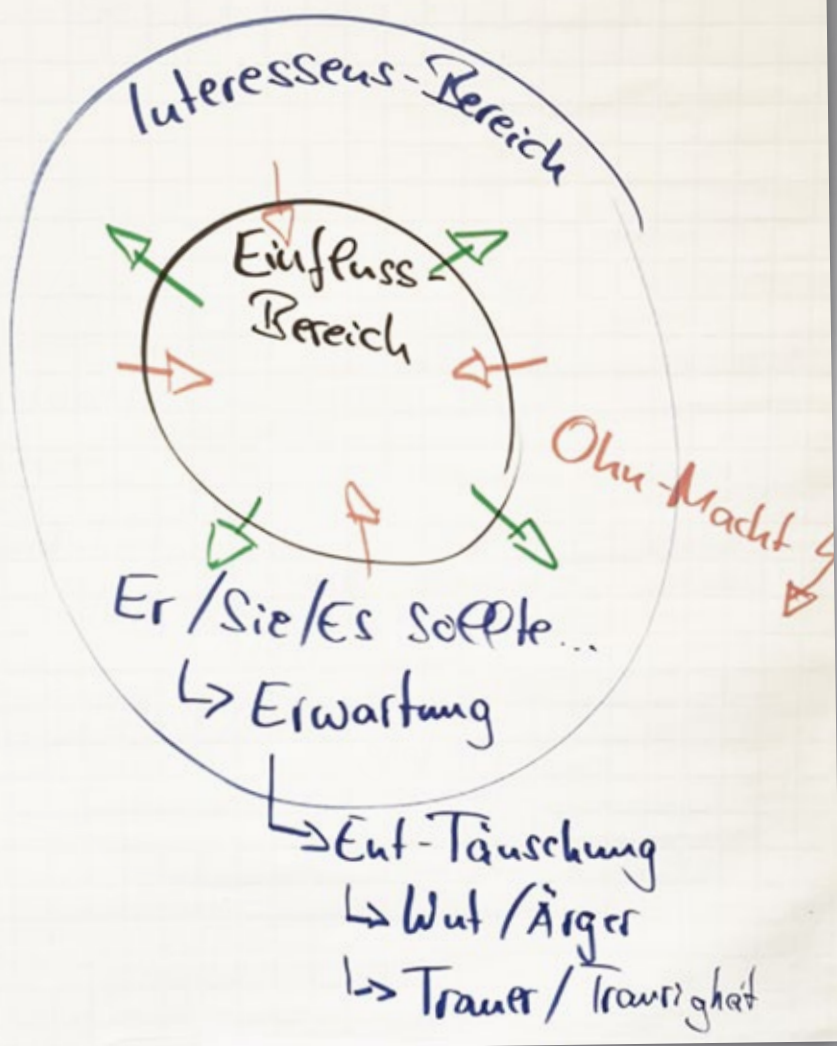 Interessens-Bereich
Einfluss-
Bereich
Ohn-Macht
Er/Sie/Es sollte...
↳ Erwartung
↳ Ent-Täuschung
↳ Wut/Ärger
↳ Trauer/Traurigkeit